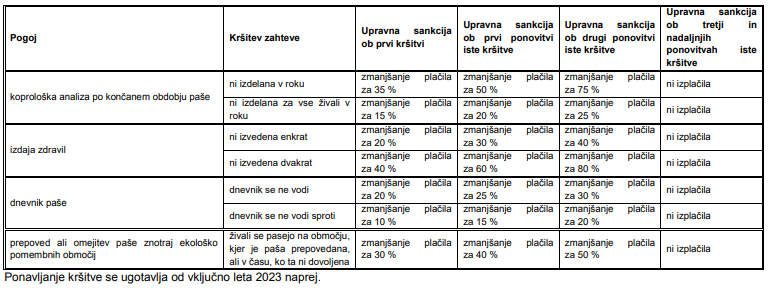 Pogoj
Kršitev zahteve
Upravna sankcija
ob prvi kršitvi
Upravna sankcija
ob prvi ponovitvi
iste kršitve
Upravna sankcija
ob drugi ponovitvi
iste kršitve
Upravna sankcija
ob tretji in
nadaljnjih
ponovitvah iste
kršitve
koprološka analiza po končanem obdobju paše
ni izdelana v roku
zmanjšanje plačila
za 35 %
zmanjšanje plačila
za 50 %
zmanjšanje plačila
za 75 %
ni izplačila
ni izdelana za vse živali v
roku
zmanjšanje plačila
za 15 %
zmanjšanje plačila
za 20 %
zmanjšanje plačila
za 25 %
ni izplačila
izdaja zdravil
ni izvedena enkrat
zmanjšanje plačila
za 20 %
zmanjšanje plačila
za 30 %
zmanjšanje plačila
za 40 %
ni izplačila
ni izvedena dvakrat
zmanjšanje plačila
za 40 %
zmanjšanje plačila
za 60 %
zmanjšanje plačila
za 80 %
ni izplačila
dnevnik paše
dnevnik se ne vodi
zmanjšanje plačila
za 20 %
zmanjšanje plačila
za 25 %
zmanjšanje plačila
za 30 %
ni izplačila
dnevnik se ne vodi sproti
zmanjšanje plačila
za 10 %
zmanjšanje plačila
za 15 %
zmanjšanje plačila
za 20 %
ni izplačila
prepoved ali omejitev paše znotraj ekološko
pomembnih območij
živali se pasejo na območju,
kjer je paša prepovedana,
ali v času, ko ta ni dovoljena
zmanjšanje plačila
za 30 %
zmanjšanje plačila
za 40 %
zmanjšanje plačila
za 50 %
ni izplačila
Ponavljanje kršitve se ugotavlja od vključno leta 2023 naprej.